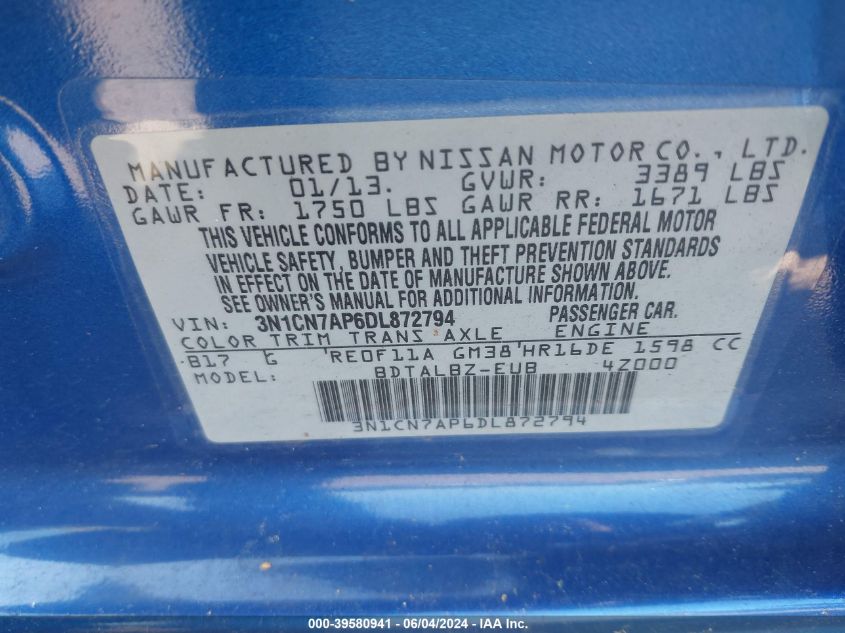 MANUFACTURED BY NISSAN MOTOR CO., LTD.
DATE: 01/13. GVWR: 3389 LBS
GAWR FR: 1750 LBS GAWR RR: 1671 LBS
THIS VEHICLE CONFORMS TO ALL APPLICABLE FEDERAL MOTOR
VEHICLE SAFETY, BUMPER AND THEFT PREVENTION STANDARDS
IN EFFECT ON THE DATE OF MANUFACTURE SHOWN ABOVE.
SEE OWNER'S MANUAL FOR ADDITIONAL INFORMATION.
VIN: 3N1CN7AP6DL872794 PASSENGER CAR.
COLOR TRIM TRANS AXLE ENGINE
B17 G REOF11A GM38 HR16DE 1598 CC
MODEL: BDTALBZ-EUB 4Z000
3N1CN7AP6DL872794
000-39580941 - 06/04/2024 - IAA Inc.